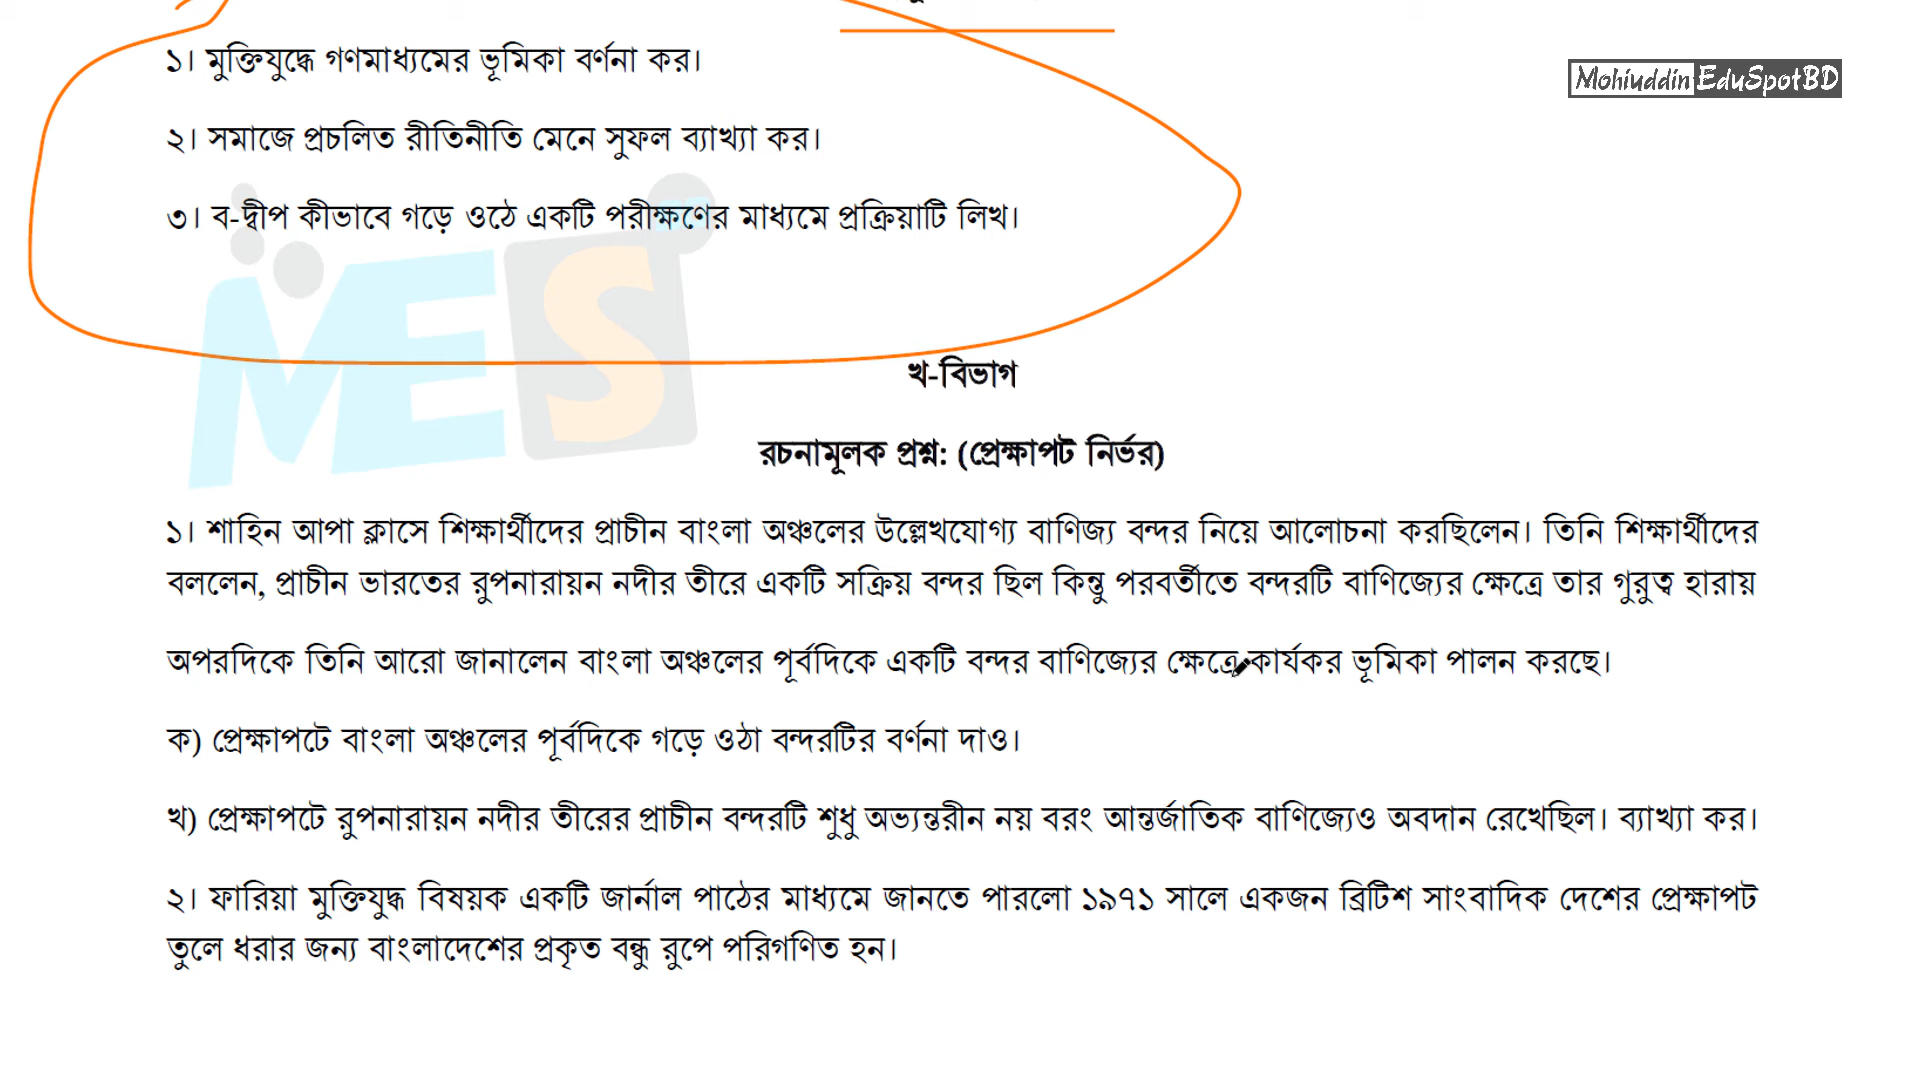 Mohiuddin EduSpotBD
১। মুক্তিযুদ্ধে গণমাধ্যমের ভূমিকা বর্ণনা কর।
২। সমাজে প্রচলিত রীতিনীতি মেনে সুফল ব্যাখ্যা কর।
৩। ব-দ্বীপ কীভাবে গড়ে ওঠে একটি পরীক্ষণের মাধ্যমে প্রক্রিয়াটি লিখ।
MES
খ-বিভাগ
রচনামূলক প্রশ্ন: (প্রেক্ষাপট নির্ভর)
১। শাহিন আপা ক্লাসে শিক্ষার্থীদের প্রাচীন বাংলা অঞ্চলের উল্লেখযোগ্য বাণিজ্য বন্দর নিয়ে আলোচনা করছিলেন। তিনি শিক্ষার্থীদের
বললেন, প্রাচীন ভারতের রুপনারায়ন নদীর তীরে একটি সক্রিয় বন্দর ছিল কিন্তু পরবর্তীতে বন্দরটি বাণিজ্যের ক্ষেত্রে তার গুরুত্ব হারায়
অপরদিকে তিনি আরো জানালেন বাংলা অঞ্চলের পূর্বদিকে একটি বন্দর বাণিজ্যের ক্ষেত্রে কার্যকর ভূমিকা পালন করছে।
ক) প্রেক্ষাপটে বাংলা অঞ্চলের পূর্বদিকে গড়ে ওঠা বন্দরটির বর্ণনা দাও।
খ) প্রেক্ষাপটে রুপনারায়ন নদীর তীরের প্রাচীন বন্দরটি শুধু অভ্যন্তরীন নয় বরং আন্তর্জাতিক বাণিজ্যেও অবদান রেখেছিল। ব্যাখ্যা কর।
২। ফারিয়া মুক্তিযুদ্ধ বিষয়ক একটি জার্নাল পাঠের মাধ্যমে জানতে পারলো ১৯৭১ সালে একজন ব্রিটিশ সাংবাদিক দেশের প্রেক্ষাপট
তুলে ধরার জন্য বাংলাদেশের প্রকৃত বন্ধু রুপে পরিগণিত হন।